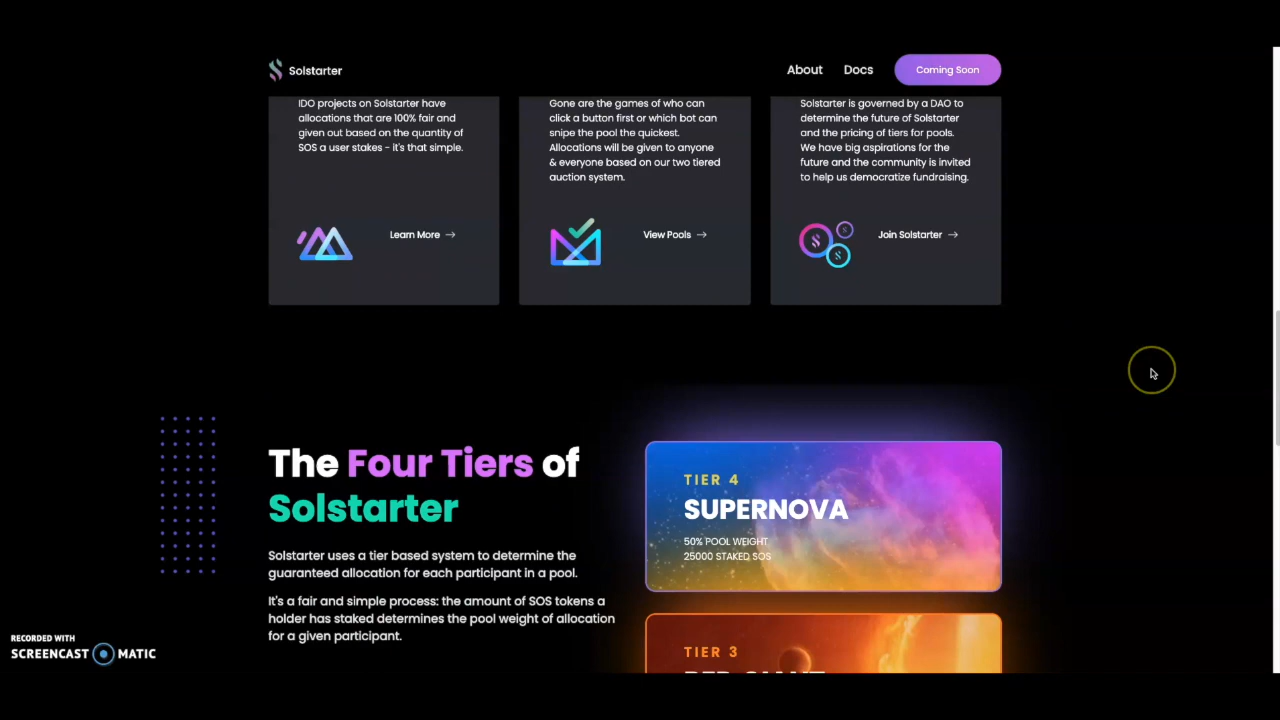 Solstarter
About
Docs
Coming Soon
IDO projects on Solstarter have
allocations that are 100% fair and
given out based on the quantity of
SOS a user stakes - it's that simple.
Learn More →
Gone are the games of who can
click a button first or which bot can
snipe the pool the quickest.
Allocations will be given to anyone
& everyone based on our two tiered
auction system.
View Pools →
Solstarter is governed by a DAO to
determine the future of Solstarter
and the pricing of tiers for pools.
We have big aspirations for the
future and the community is invited
to help us democratize fundraising.
Join Solstarter →
The Four Tiers of
Solstarter
Solstarter uses a tier based system to determine the
guaranteed allocation for each participant in a pool.
It's a fair and simple process: the amount of SOS tokens a
holder has staked determines the pool weight of allocation
for a given participant.
TIER 4
SUPERNOVA
50% POOL WEIGHT
25000 STAKED SOS
TIER 3
RECORDED WITH
SCREENCAST MATIC